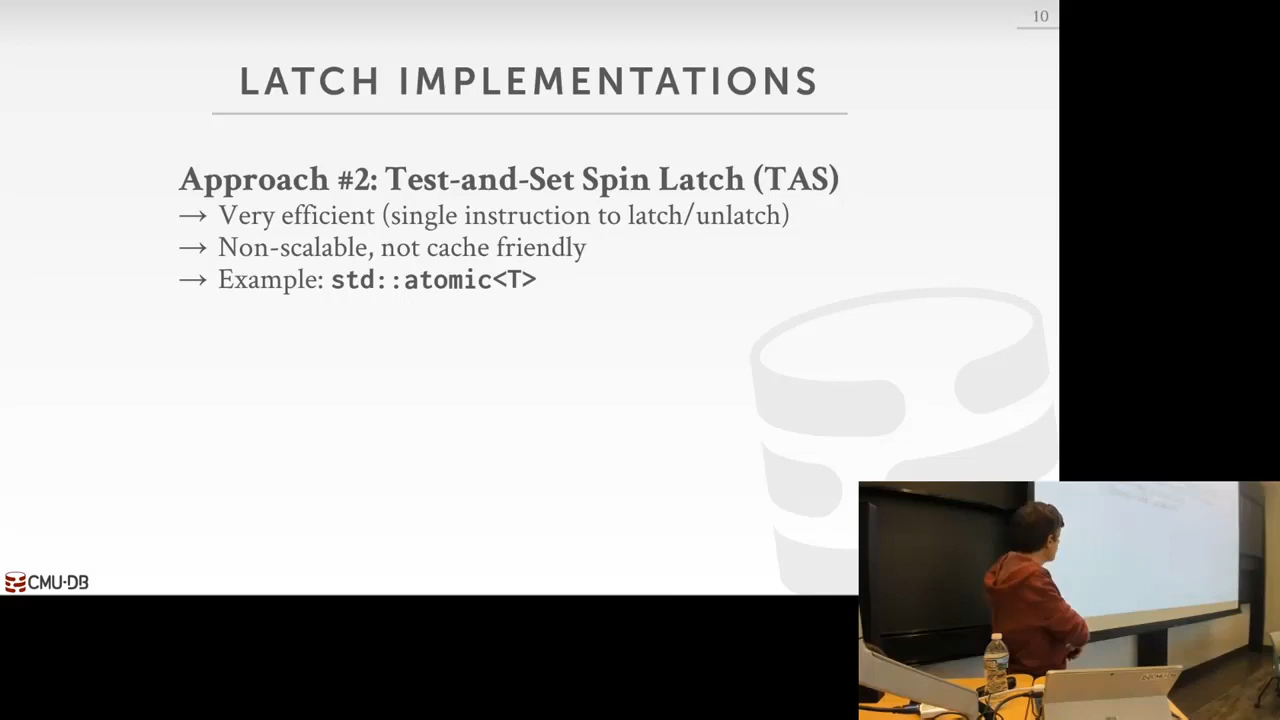 10
LATCH IMPLEMENTATIONS
Approach #2: Test-and-Set Spin Latch (TAS)
→ Very efficient (single instruction to latch/unlatch)
→ Non-scalable, not cache friendly
→ Example: std::atomic<T>
CMU·DB